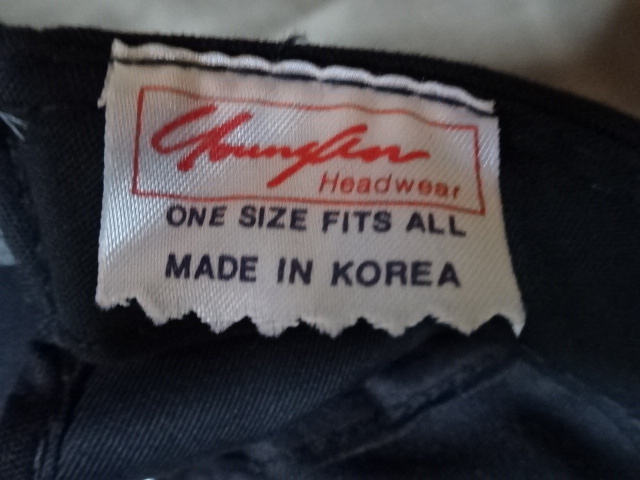 YoungAn
Headwear
ONE SIZE FITS ALL
MADE IN KOREA